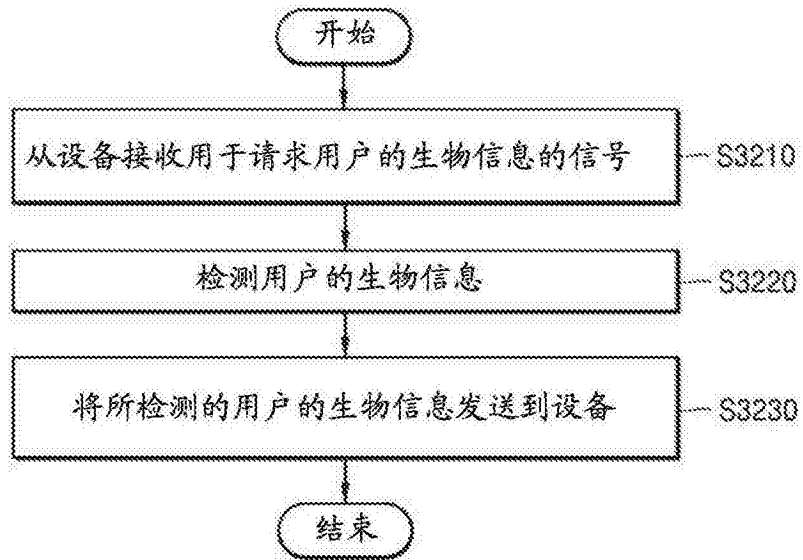 开始
从设备接收用于请求用户的生物信息的信号
S3210
检测用户的生物信息
S3220
将所检测的用户的生物信息发送到设备
S3230
结束